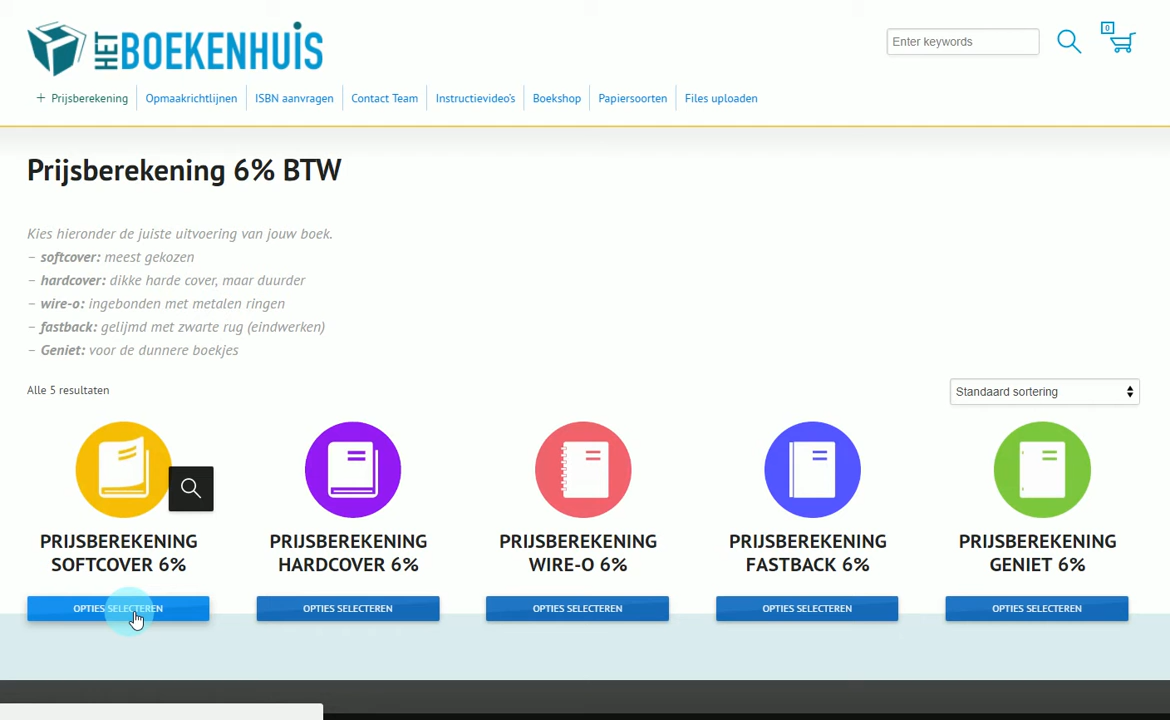 HET BOEKENHUIS
Enter keywords
0
+ Prijsberekening
Opmaakrichtlijnen
ISBN aanvragen
Contact Team
Instructievideo's
Boekshop
Papiersoorten
Files uploaden
Prijsberekening 6% BTW
Kies hieronder de juiste uitvoering van jouw boek.
– softcover: meest gekozen
– hardcover: dikke harde cover, maar duurder
– wire-o: ingebonden met metalen ringen
– fastback: gelijmd met zwarte rug (eindwerken)
– Geniet: voor de dunnere boekjes
Alle 5 resultaten
Standaard sortering
PRIJSBEREKENING
SOFTCOVER 6%
OPTIES SELECTEREN
PRIJSBEREKENING
HARDCOVER 6%
OPTIES SELECTEREN
PRIJSBEREKENING
WIRE-O 6%
OPTIES SELECTEREN
PRIJSBEREKENING
FASTBACK 6%
OPTIES SELECTEREN
PRIJSBEREKENING
GENIET 6%
OPTIES SELECTEREN